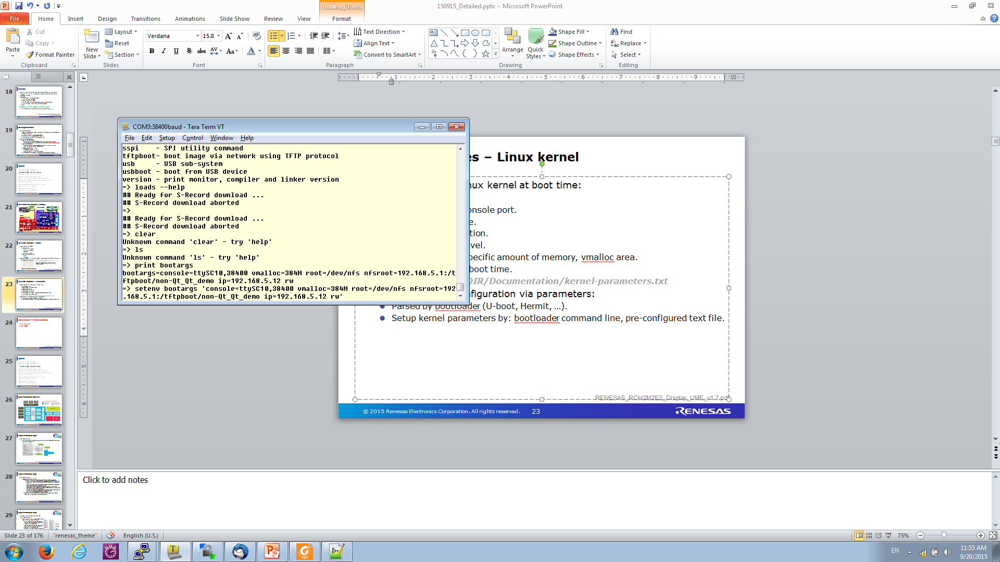 Drawing Tools
150915_Detailed.pptx - Microsoft PowerPoint
File Home Insert Design Transitions Animations Slide Show Review View Format
Paste
Cut
Copy
Format Painter
Clipboard
New Slide
Layout
Reset
Section
Slides
Verdana 15.8
Font
Text Direction
Align Text
Convert to SmartArt
Paragraph
Arrange
Quick Styles
Shape Fill
Shape Outline
Shape Effects
Drawing
Find
Replace
Select
Editing
18
19
20
21
22
23
24
25
26
27
28
29
COM3:38400baud - Tera Term VT
File Edit Setup Control Window Help
sspi    - SPI utility command
tftpboot- boot image via network using TFTP protocol
usb     - USB sub-system
usbboot - boot from USB device
version - print monitor, compiler and linker version
=> loads --help
## Ready for S-Record download ...
## S-Record download aborted
=>
## Ready for S-Record download ...
## S-Record download aborted
=> clear
Unknown command 'clear' - try 'help'
=> ls
Unknown command 'ls' - try 'help'
=> print bootargs
bootargs=console=ttySC10,38400 vmalloc=384M root=/dev/nfs nfsroot=192.168.5.1:/t
ftpboot/non-Qt_Qt_demo ip=192.168.5.12 rw
=> setenv bootargs 'console=ttySC10,38400 vmalloc=384M root=/dev/nfs nfsroot=192
.168.5.1:/tftpboot/non-Qt_Qt_demo ip=192.168.5.12 rw'
es – Linux kernel
nux kernel at boot time:
onsole port.
e.
tion.
vel.
pecific amount of memory, vmalloc area.
boot time.
DIR/Documentation/kernel-parameters.txt
figuration via parameters:
Parsed by bootloader (U-boot, Hermit, …).
Setup kernel parameters by: bootloader command line, pre-configured text file.
RENESAS_RCH2M2E2_Display_UME_v1.7.pdf
© 2015 Renesas Electronics Corporation. All rights reserved. 23 RENESAS
Click to add notes
Slide 23 of 176 "renesas_theme" English (U.S.) 75%
EN 11:55 AM
9/20/2015